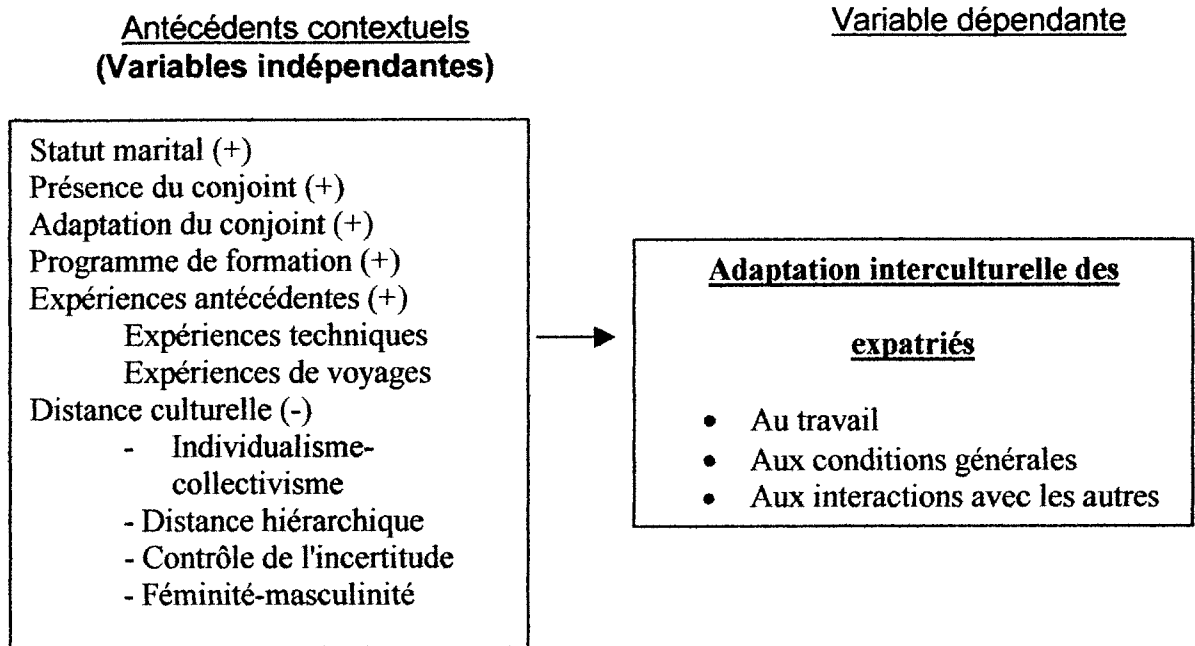 Antécédents contextuels
(Variables indépendantes)
Variable dépendante
Statut marital (+)
Présence du conjoint (+)
Adaptation du conjoint (+)
Programme de formation (+)
Expériences antécédentes (+)
Expériences techniques
Expériences de voyages
Distance culturelle (-)
- Individualisme-
collectivisme
- Distance hiérarchique
- Contrôle de l'incertitude
- Féminité-masculinité
Adaptation interculturelle des
expatriés
• Au travail
• Aux conditions générales
• Aux interactions avec les autres